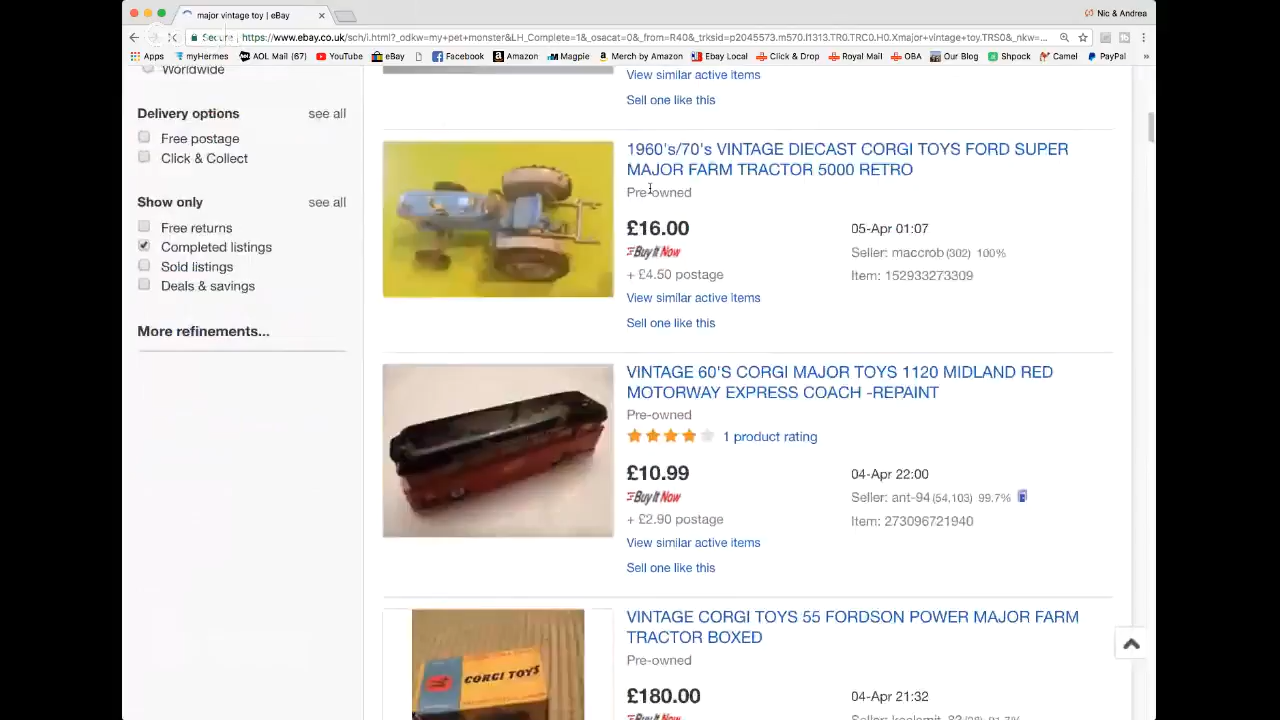 major vintage toy | eBay
Nic & Andrea
Secure https://www.ebay.co.uk/sch/i.html?_odkw=my+pet+monster&LH_Complete=1&_osacat=0&_from=R40&_trksid=p2045573.m570.l1313.TR0.TRC0.H0.Xmajor+vintage+toy.TRS0&_nkw=...
Apps myHermes AOL Mail (67) YouTube eBay Facebook Amazon Magpie Merch by Amazon Ebay Local Click & Drop Royal Mail OBA Our Blog Shpock Camel PayPal
Worldwide
Delivery options see all
Free postage
Click & Collect
Show only see all
Free returns
Completed listings
Sold listings
Deals & savings
More refinements...
View similar active items
Sell one like this
1960's/70's VINTAGE DIECAST CORGI TOYS FORD SUPER
MAJOR FARM TRACTOR 5000 RETRO
Pre-owned
£16.00 05-Apr 01:07
Buy It Now Seller: maccrob (302) 100%
+ £4.50 postage Item: 152933273309
View similar active items
Sell one like this
VINTAGE 60'S CORGI MAJOR TOYS 1120 MIDLAND RED
MOTORWAY EXPRESS COACH -REPAINT
Pre-owned
1 product rating
£10.99 04-Apr 22:00
Buy It Now Seller: ant-94 (54,103) 99.7%
+ £2.90 postage Item: 273096721940
View similar active items
Sell one like this
VINTAGE CORGI TOYS 55 FORDSON POWER MAJOR FARM
TRACTOR BOXED
Pre-owned
CORGI TOYS
£180.00 04-Apr 21:32